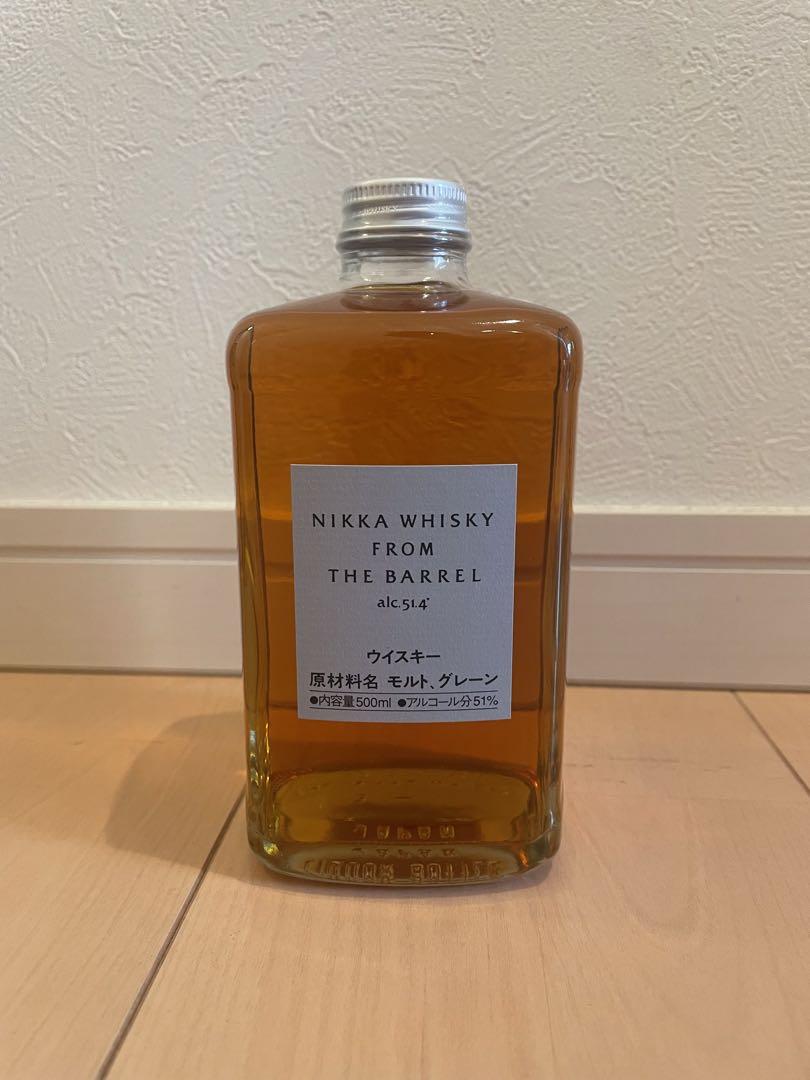 NIKKA WHISKY
FROM
THE BARREL
alc.51.4°
ウイスキー
原材料名 モルト、グレーン
●内容量500ml ●アルコール分51%